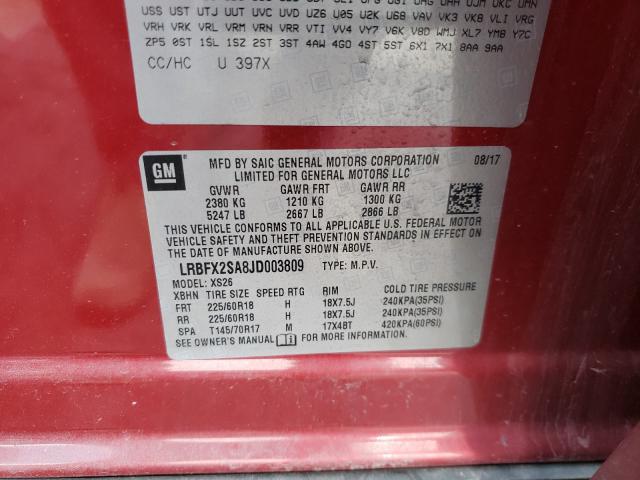 USS UST UTJ UTT UUT UVC UVD UZ6 U05 U2K U68 VAV VK3 VK8 VLI VRG
VRH VRK VRL VRM VRN VRR VTI VV4 VY7 V6K V8D WMJ XL7 YM8 Y7C
ZP5 0ST 1SL 1SZ 2ST 3ST 4AW 4GD 4ST 5ST 6X1 7X1 8AA 9AA
CC/HC U 397X
GM
MFD BY SAIC GENERAL MOTORS CORPORATION 08/17
LIMITED FOR GENERAL MOTORS LLC
GVWR GAWR FRT GAWR RR
2380 KG 1210 KG 1300 KG
5247 LB 2667 LB 2866 LB
THIS VEHICLE CONFORMS TO ALL APPLICABLE U.S. FEDERAL MOTOR
VEHICLE SAFETY AND THEFT PREVENTION STANDARDS IN EFFECT ON
THE DATE OF MANUFACTURE SHOWN ABOVE.
LRBFX2SA8JD003809 TYPE: M.P.V.
MODEL: XS26
XBHN TIRE SIZE SPEED RTG RIM COLD TIRE PRESSURE
FRT 225/60R18 H 18X7.5J 240KPA(35PSI)
RR 225/60R18 H 18X7.5J 240KPA(35PSI)
SPA T145/70R17 M 17X4BT 420KPA(60PSI)
SEE OWNER'S MANUAL FOR MORE INFORMATION